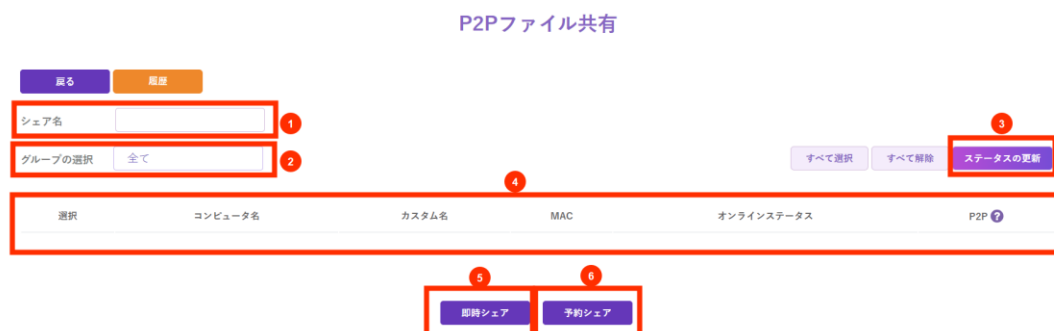 P2Pファイル共有
戻る 履歴
シェア名 1 3
グループの選択 全て 2 すべて選択 すべて解除 ステータスの更新
4
選択 コンピュータ名 カスタム名 MAC オンラインステータス P2P ?
5 6
即時シェア 予約シェア